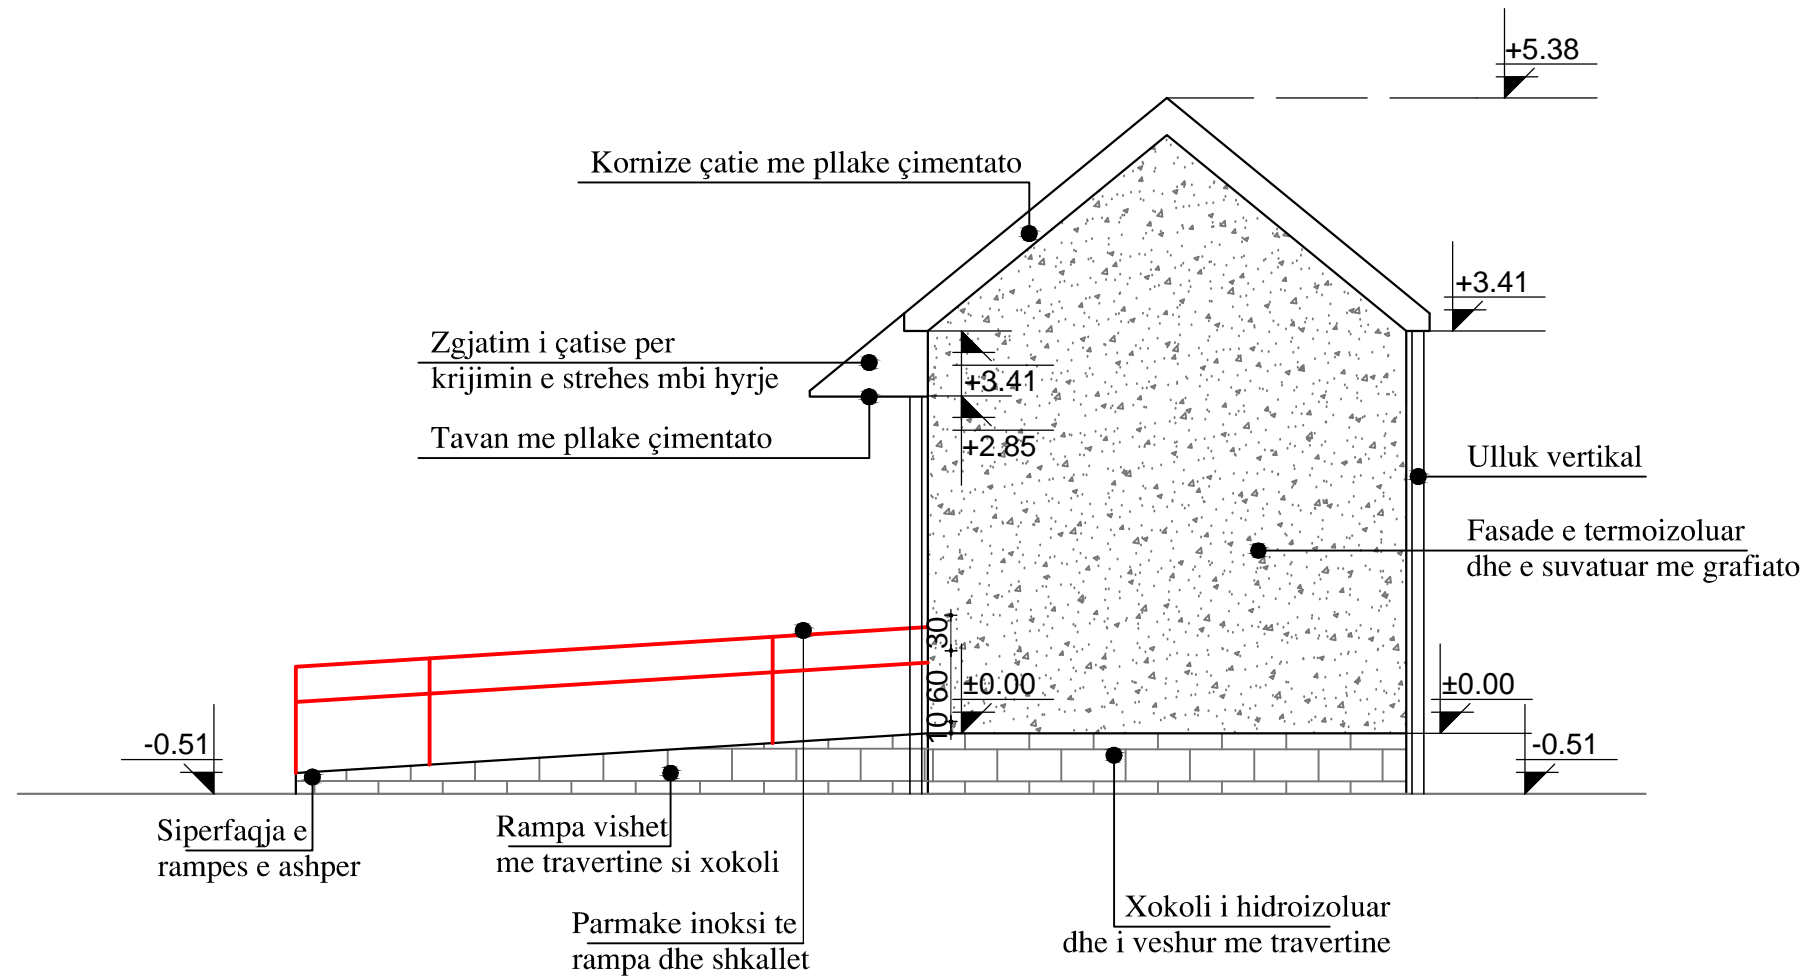 +5.38
Kornize çatie me pllake çimentato
+3.41
Zgjatim i çatise per
krijimin e strehes mbi hyrje
+3.41
Tavan me pllake çimentato
+2.85
Ulluk vertikal
Fasade e termoizoluar
dhe e suvatuar me grafiato
30
60
10
±0.00
±0.00
-0.51
-0.51
Siperfaqja e
rampes e ashper
Rampa vishet
me travertine si xokoli
Parmake inoksi te
rampa dhe shkallet
Xokoli i hidroizoluar
dhe i veshur me travertine